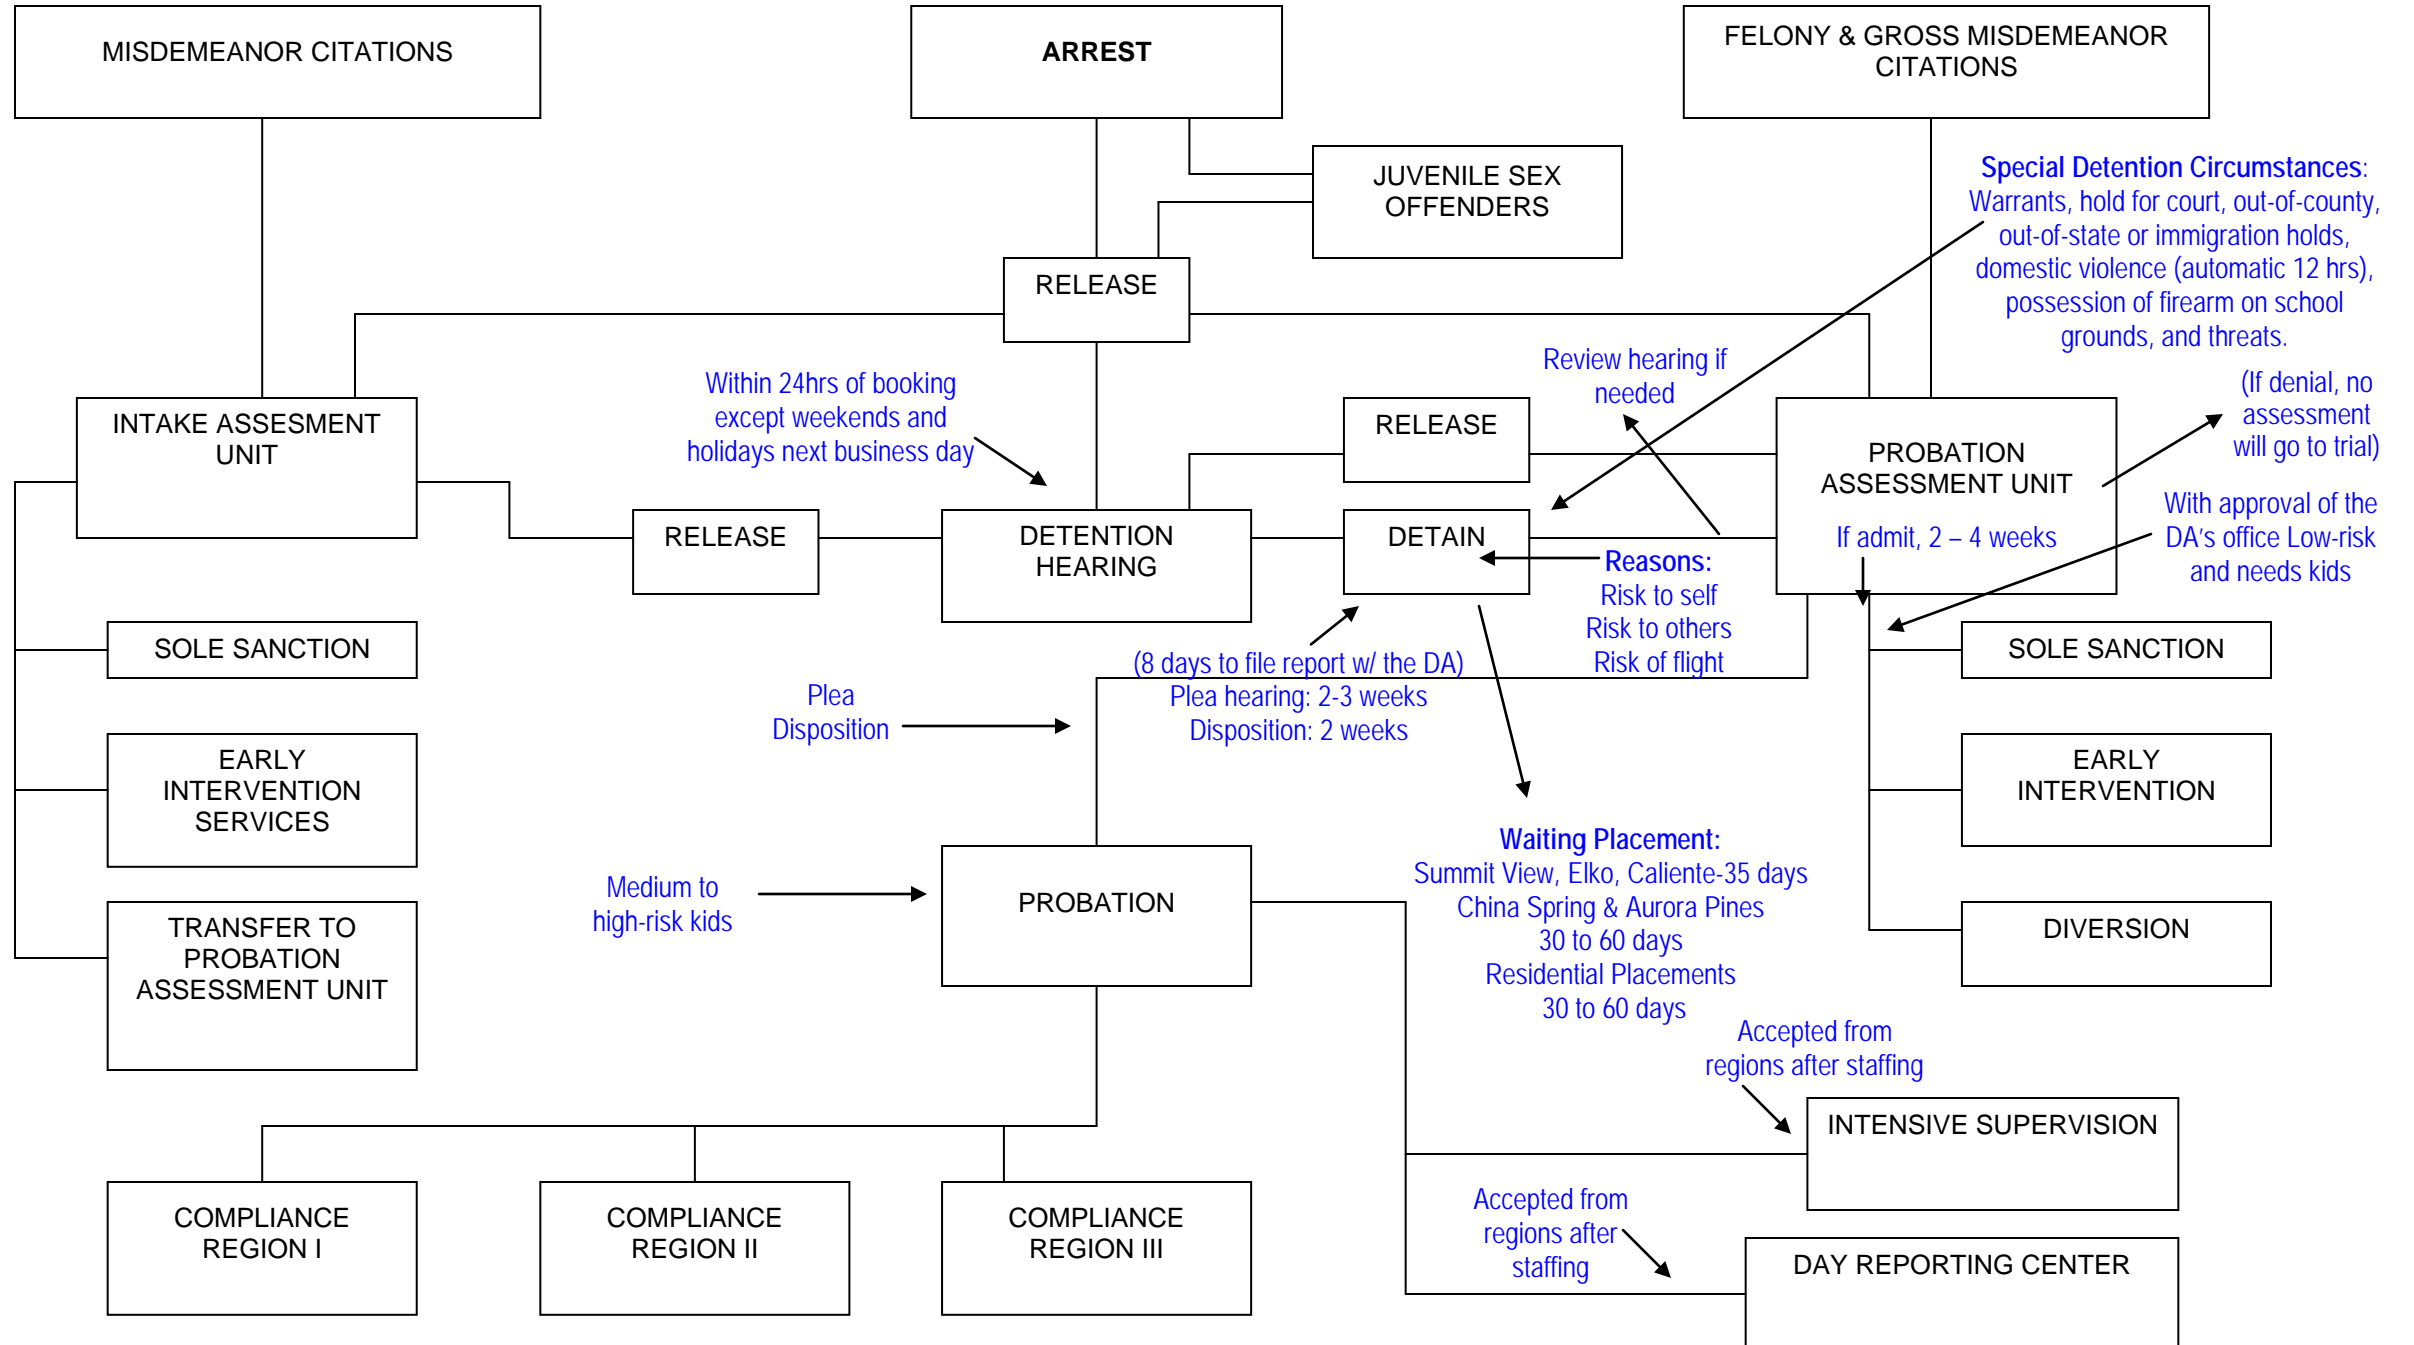 MISDEMEANOR CITATIONS
ARREST
FELONY & GROSS MISDEMEANOR
CITATIONS
JUVENILE SEX
OFFENDERS
Special Detention Circumstances:
Warrants, hold for court, out-of-county,
out-of-state or immigration holds,
domestic violence (automatic 12 hrs),
possession of firearm on school
grounds, and threats.
RELEASE
Within 24hrs of booking
except weekends and
holidays next business day
Review hearing if
needed
(If denial, no
assessment
will go to trial)
INTAKE ASSESMENT
UNIT
RELEASE
PROBATION
ASSESSMENT UNIT
If admit, 2 – 4 weeks
With approval of the
DA's office Low-risk
and needs kids
RELEASE
DETENTION
HEARING
DETAIN
Reasons:
Risk to self
Risk to others
Risk of flight
(8 days to file report w/ the DA)
Plea hearing: 2-3 weeks
Disposition: 2 weeks
SOLE SANCTION
SOLE SANCTION
Plea
Disposition
EARLY
INTERVENTION
SERVICES
EARLY
INTERVENTION
Waiting Placement:
Summit View, Elko, Caliente-35 days
China Spring & Aurora Pines
30 to 60 days
Residential Placements
30 to 60 days
Medium to
high-risk kids
PROBATION
TRANSFER TO
PROBATION
ASSESSMENT UNIT
DIVERSION
Accepted from
regions after staffing
INTENSIVE SUPERVISION
COMPLIANCE
REGION I
COMPLIANCE
REGION II
COMPLIANCE
REGION III
Accepted from
regions after
staffing
DAY REPORTING CENTER